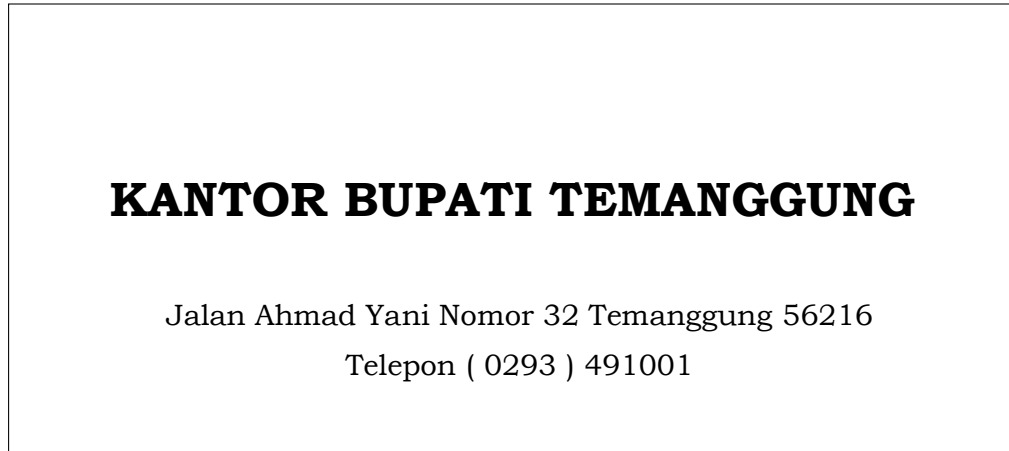 KANTOR BUPATI TEMANGGUNG
Jalan Ahmad Yani Nomor 32 Temanggung 56216
Telepon ( 0293 ) 491001